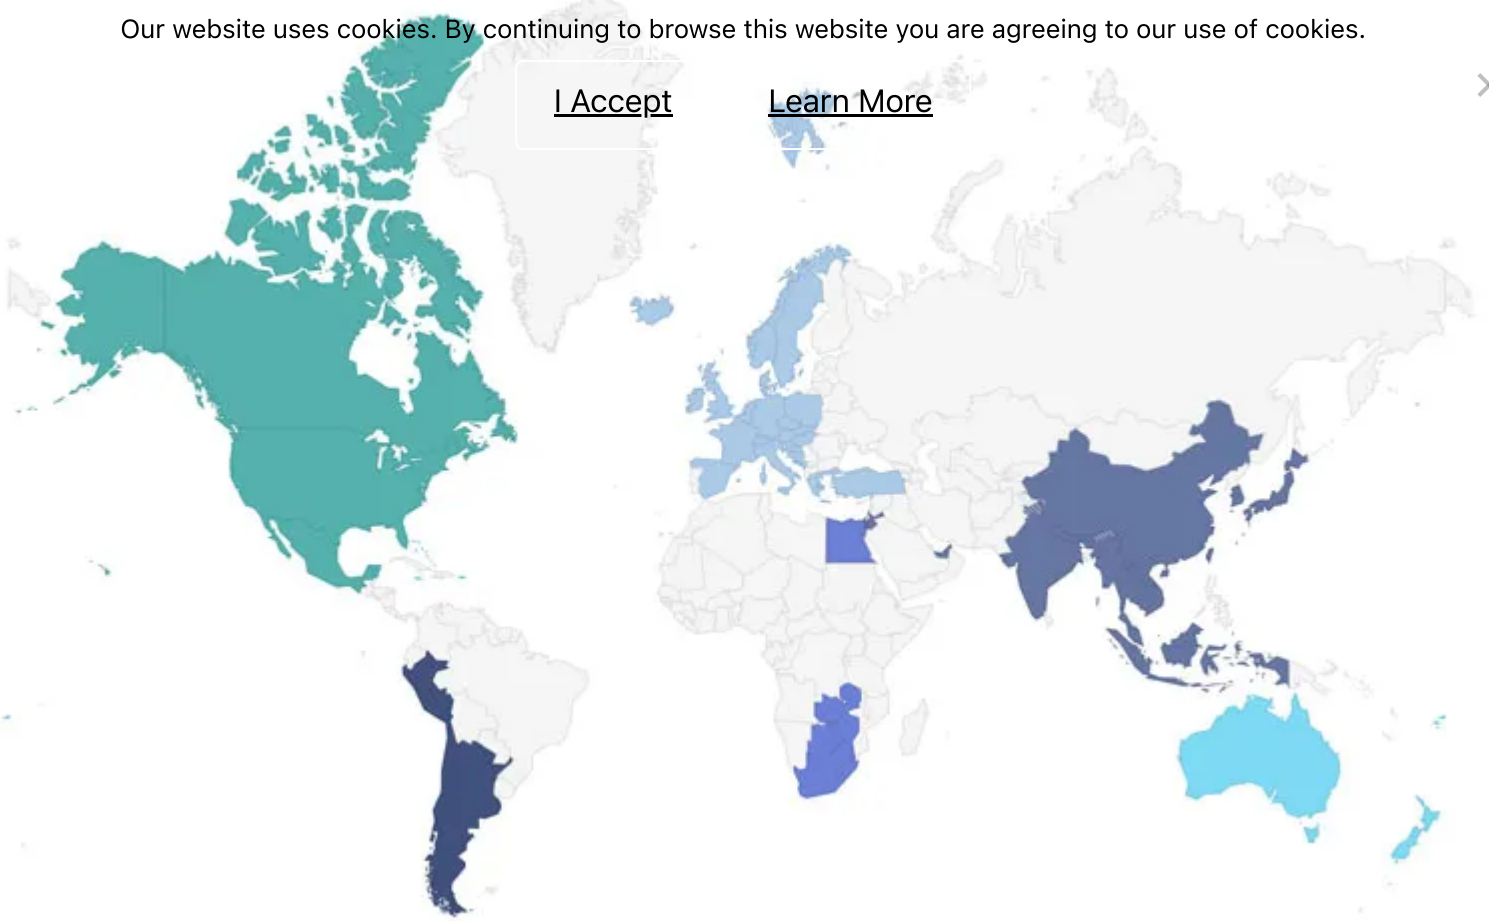 Our website uses cookies. By continuing to browse this website you are agreeing to our use of cookies.
I Accept
Learn More